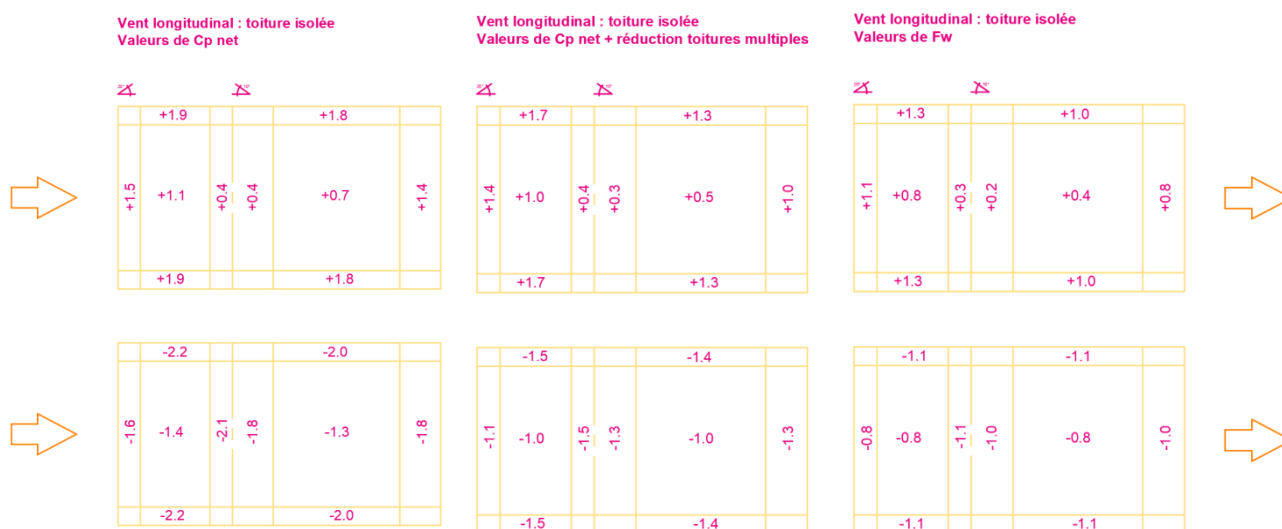 Vent longitudinal : toiture isolée
Valeurs de Cp net
Vent longitudinal : toiture isolée
Valeurs de Cp net + réduction toitures multiples
Vent longitudinal : toiture isolée
Valeurs de Fw
+1.9 +1.8
+1.5 +1.1 +0.4 +0.4 +0.7 +1.4
+1.9 +1.8
+1.7 +1.3
+1.4 +1.0 +0.4 +0.3 +0.5 +1.0
+1.7 +1.3
+1.3 +1.0
+1.1 +0.8 +0.3 +0.2 +0.4 +0.8
+1.3 +1.0
-2.2 -2.0
-1.6 -1.4 -2.1 -1.8 -1.3 -1.8
-2.2 -2.0
-1.5 -1.4
-1.1 -1.0 -1.5 -1.3 -1.0 -1.3
-1.5 -1.4
-1.1 -1.1
-0.8 -0.8 -1.1 -1.0 -0.8 -1.0
-1.1 -1.1